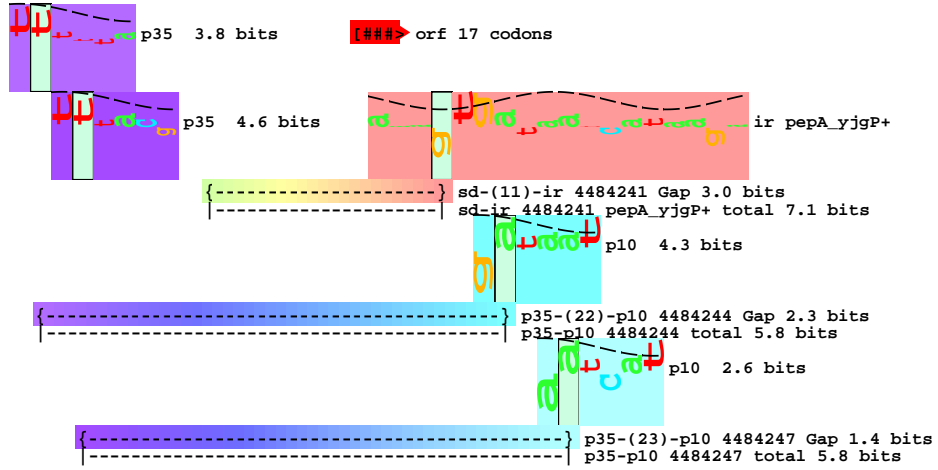 p35 3.8 bits
[###> orf 17 codons
p35 4.6 bits
ir pepA_yjgP+
{---------------------} sd-(11)-ir 4484241 Gap 3.0 bits
|---------------------| sd-ir 4484241 pepA_yjgP+ total 7.1 bits
p10 4.3 bits
{-------------------------------------------} p35-(22)-p10 4484244 Gap 2.3 bits
|-------------------------------------------| p35-p10 4484244 total 5.8 bits
p10 2.6 bits
{---------------------------------------------} p35-(23)-p10 4484247 Gap 1.4 bits
|---------------------------------------------| p35-p10 4484247 total 5.8 bits